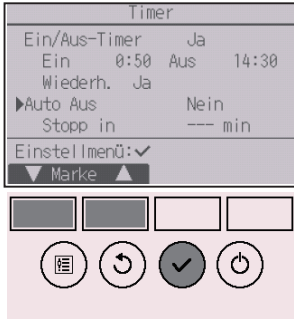 Timer
Ein/Aus-Timer Ja
Ein 0:50 Aus 14:30
Wiederh. Ja
▶Auto Aus Nein
Stopp in --- min
Einstellmenü:✓
▼ Marke ▲